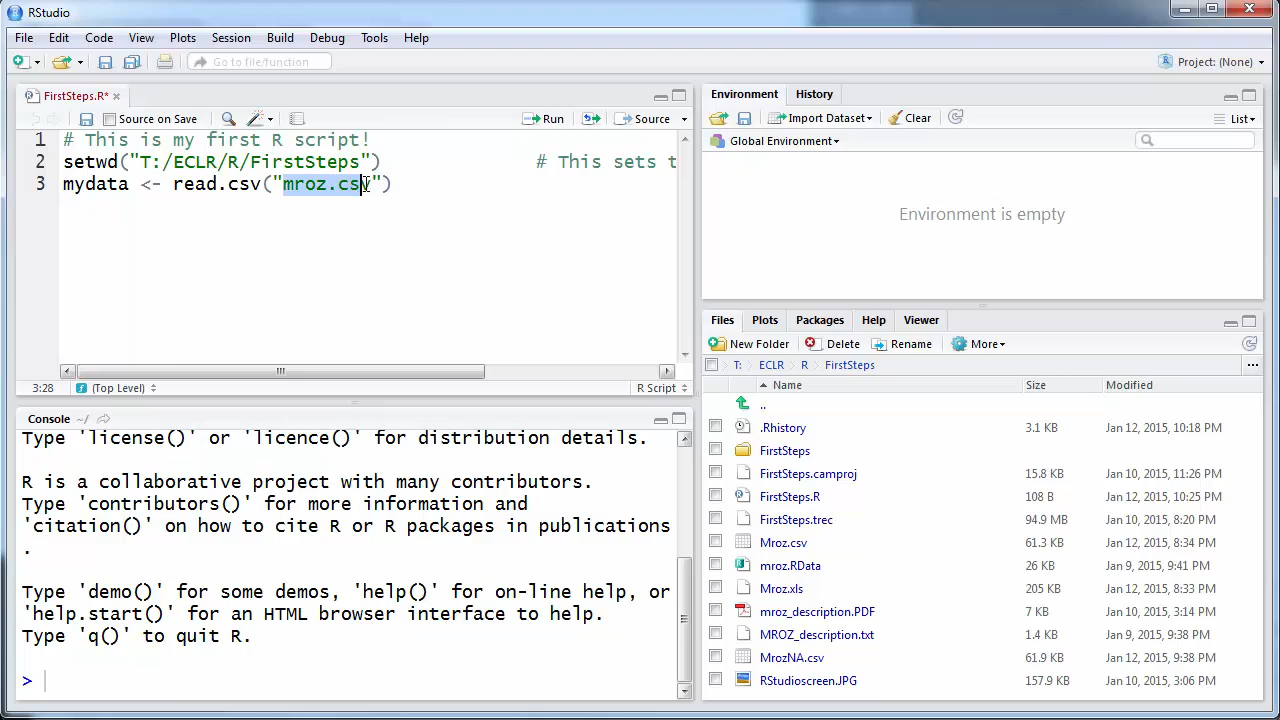 RStudio
File Edit Code View Plots Session Build Debug Tools Help
Go to file/function
Project: (None)
FirstSteps.R*
Source on Save
Run
Source
1 # This is my first R script!
2 setwd("T:/ECLR/R/FirstSteps") # This sets t
3 mydata <- read.csv("mroz.csv")
3:28 (Top Level) R Script
Console ~/
Type 'license()' or 'licence()' for distribution details.
R is a collaborative project with many contributors.
Type 'contributors()' for more information and
'citation()' on how to cite R or R packages in publications
.
Type 'demo()' for some demos, 'help()' for on-line help, or
'help.start()' for an HTML browser interface to help.
Type 'q()' to quit R.
>
Environment History
Import Dataset Clear List
Global Environment
Environment is empty
Files Plots Packages Help Viewer
New Folder Delete Rename More
T: ECLR R FirstSteps ...
Name Size Modified
..
.Rhistory 3.1 KB Jan 12, 2015, 10:18 PM
FirstSteps
FirstSteps.camproj 15.8 KB Jan 10, 2015, 11:26 PM
FirstSteps.R 108 B Jan 12, 2015, 10:25 PM
FirstSteps.trec 94.9 MB Jan 10, 2015, 8:20 PM
Mroz.csv 61.3 KB Jan 12, 2015, 8:34 PM
mroz.RData 26 KB Jan 9, 2015, 9:41 PM
Mroz.xls 205 KB Jan 12, 2015, 8:33 PM
mroz_description.PDF 7 KB Jan 10, 2015, 3:14 PM
MROZ_description.txt 1.4 KB Jan 9, 2015, 9:38 PM
MrozNA.csv 61.9 KB Jan 12, 2015, 9:38 PM
RStudioscreen.JPG 157.9 KB Jan 10, 2015, 3:06 PM